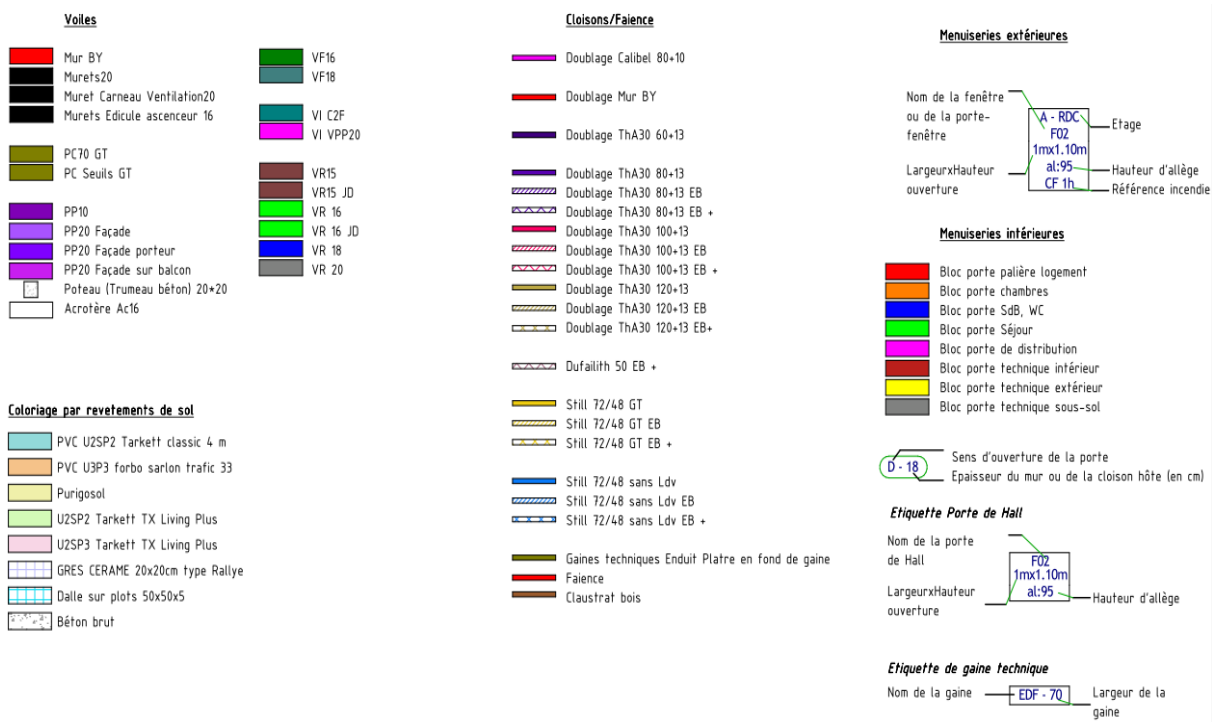 Voiles
Mur BY
Murets20
Muret Carneau Ventilation20
Murets Edicule ascenceur 16
PC70 GT
PC Seuils GT
PP10
PP20 Façade
PP20 Façade porteur
PP20 Façade sur balcon
Poteau (Trumeau béton) 20*20
Acrotère Ac16
VF16
VF18
VI C2F
VI VPP20
VR15
VR15 JD
VR 16
VR 16 JD
VR 18
VR 20
Coloriage par revetements de sol
PVC U2SP2 Tarkett classic 4 m
PVC U3P3 forbo sarlon trafic 33
Purigosol
U2SP2 Tarkett TX Living Plus
U2SP3 Tarkett TX Living Plus
GRES CERAME 20x20cm type Rallye
Dalle sur plots 50x50x5
Béton brut
Cloisons/Faience
Doublage Calibel 80+10
Doublage Mur BY
Doublage ThA30 60+13
Doublage ThA30 80+13
Doublage ThA30 80+13 EB
Doublage ThA30 80+13 EB +
Doublage ThA30 100+13
Doublage ThA30 100+13 EB
Doublage ThA30 100+13 EB +
Doublage ThA30 120+13
Doublage ThA30 120+13 EB
Doublage ThA30 120+13 EB+
Dufailith 50 EB +
Still 72/48 GT
Still 72/48 GT EB
Still 72/48 GT EB +
Still 72/48 sans Ldv
Still 72/48 sans Ldv EB
Still 72/48 sans Ldv EB +
Gaines techniques Enduit Platre en fond de gaine
Faience
Claustrat bois
Menuiseries extérieures
Nom de la fenêtre
ou de la porte-
fenêtre
LargeurxHauteur
ouverture
A - RDC
F02
1mx1.10m
al:95
CF 1h
Etage
Hauteur d'allège
Référence incendie
Menuiseries intérieures
Bloc porte palière logement
Bloc porte chambres
Bloc porte SdB, WC
Bloc porte Séjour
Bloc porte de distribution
Bloc porte technique intérieur
Bloc porte technique extérieur
Bloc porte technique sous-sol
D - 18
Sens d'ouverture de la porte
Epaisseur du mur ou de la cloison hôte (en cm)
Etiquette Porte de Hall
Nom de la porte
de Hall
LargeurxHauteur
ouverture
F02
1mx1.10m
al:95
Hauteur d'allège
Etiquette de gaine technique
Nom de la gaine
EDF - 70
Largeur de la
gaine